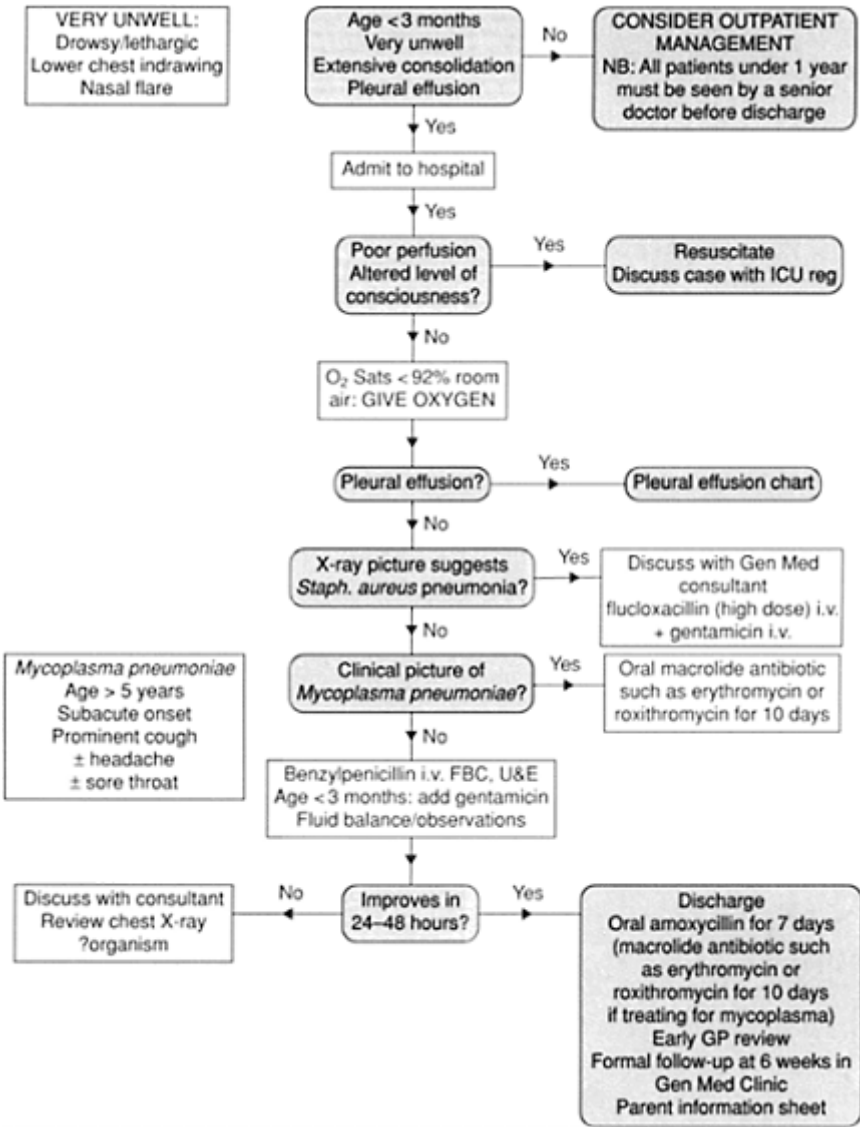 VERY UNWELL:
Drowsy/lethargic
Lower chest indrawing
Nasal flare
Age < 3 months
Very unwell
Extensive consolidation
Pleural effusion
No
CONSIDER OUTPATIENT
MANAGEMENT
NB: All patients under 1 year
must be seen by a senior
doctor before discharge
Yes
Admit to hospital
Yes
Poor perfusion
Altered level of
consciousness?
Yes
Resuscitate
Discuss case with ICU reg
No
O₂ Sats < 92% room
air: GIVE OXYGEN
Pleural effusion?
Yes
Pleural effusion chart
No
X-ray picture suggests
Staph. aureus pneumonia?
Yes
Discuss with Gen Med
consultant
flucloxacillin (high dose) i.v.
+ gentamicin i.v.
No
Mycoplasma pneumoniae
Age > 5 years
Subacute onset
Prominent cough
± headache
± sore throat
Clinical picture of
Mycoplasma pneumoniae?
Yes
Oral macrolide antibiotic
such as erythromycin or
roxithromycin for 10 days
No
Benzylpenicillin i.v. FBC, U&E
Age < 3 months: add gentamicin
Fluid balance/observations
Discuss with consultant
Review chest X-ray
?organism
No
Improves in
24–48 hours?
Yes
Discharge
Oral amoxycillin for 7 days
(macrolide antibiotic such
as erythromycin or
roxithromycin for 10 days
if treating for mycoplasma)
Early GP review
Formal follow-up at 6 weeks in
Gen Med Clinic
Parent information sheet